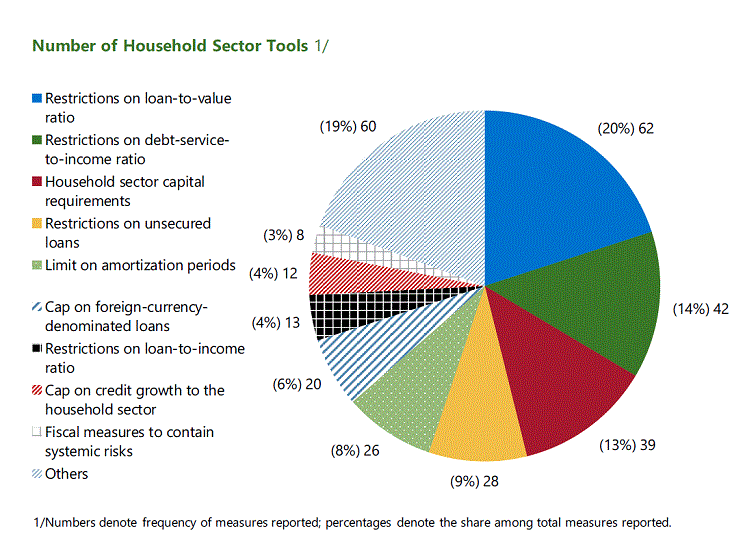 Number of Household Sector Tools 1/
Restrictions on loan-to-value
ratio
Restrictions on debt-service-
to-income ratio
Household sector capital
requirements
Restrictions on unsecured
loans
Limit on amortization periods
Cap on foreign-currency-
denominated loans
Restrictions on loan-to-income
ratio
Cap on credit growth to the
household sector
Fiscal measures to contain
systemic risks
Others
(20%) 62
(14%) 42
(13%) 39
(9%) 28
(8%) 26
(6%) 20
(4%) 13
(4%) 12
(3%) 8
(19%) 60
1/Numbers denote frequency of measures reported; percentages denote the share among total measures reported.